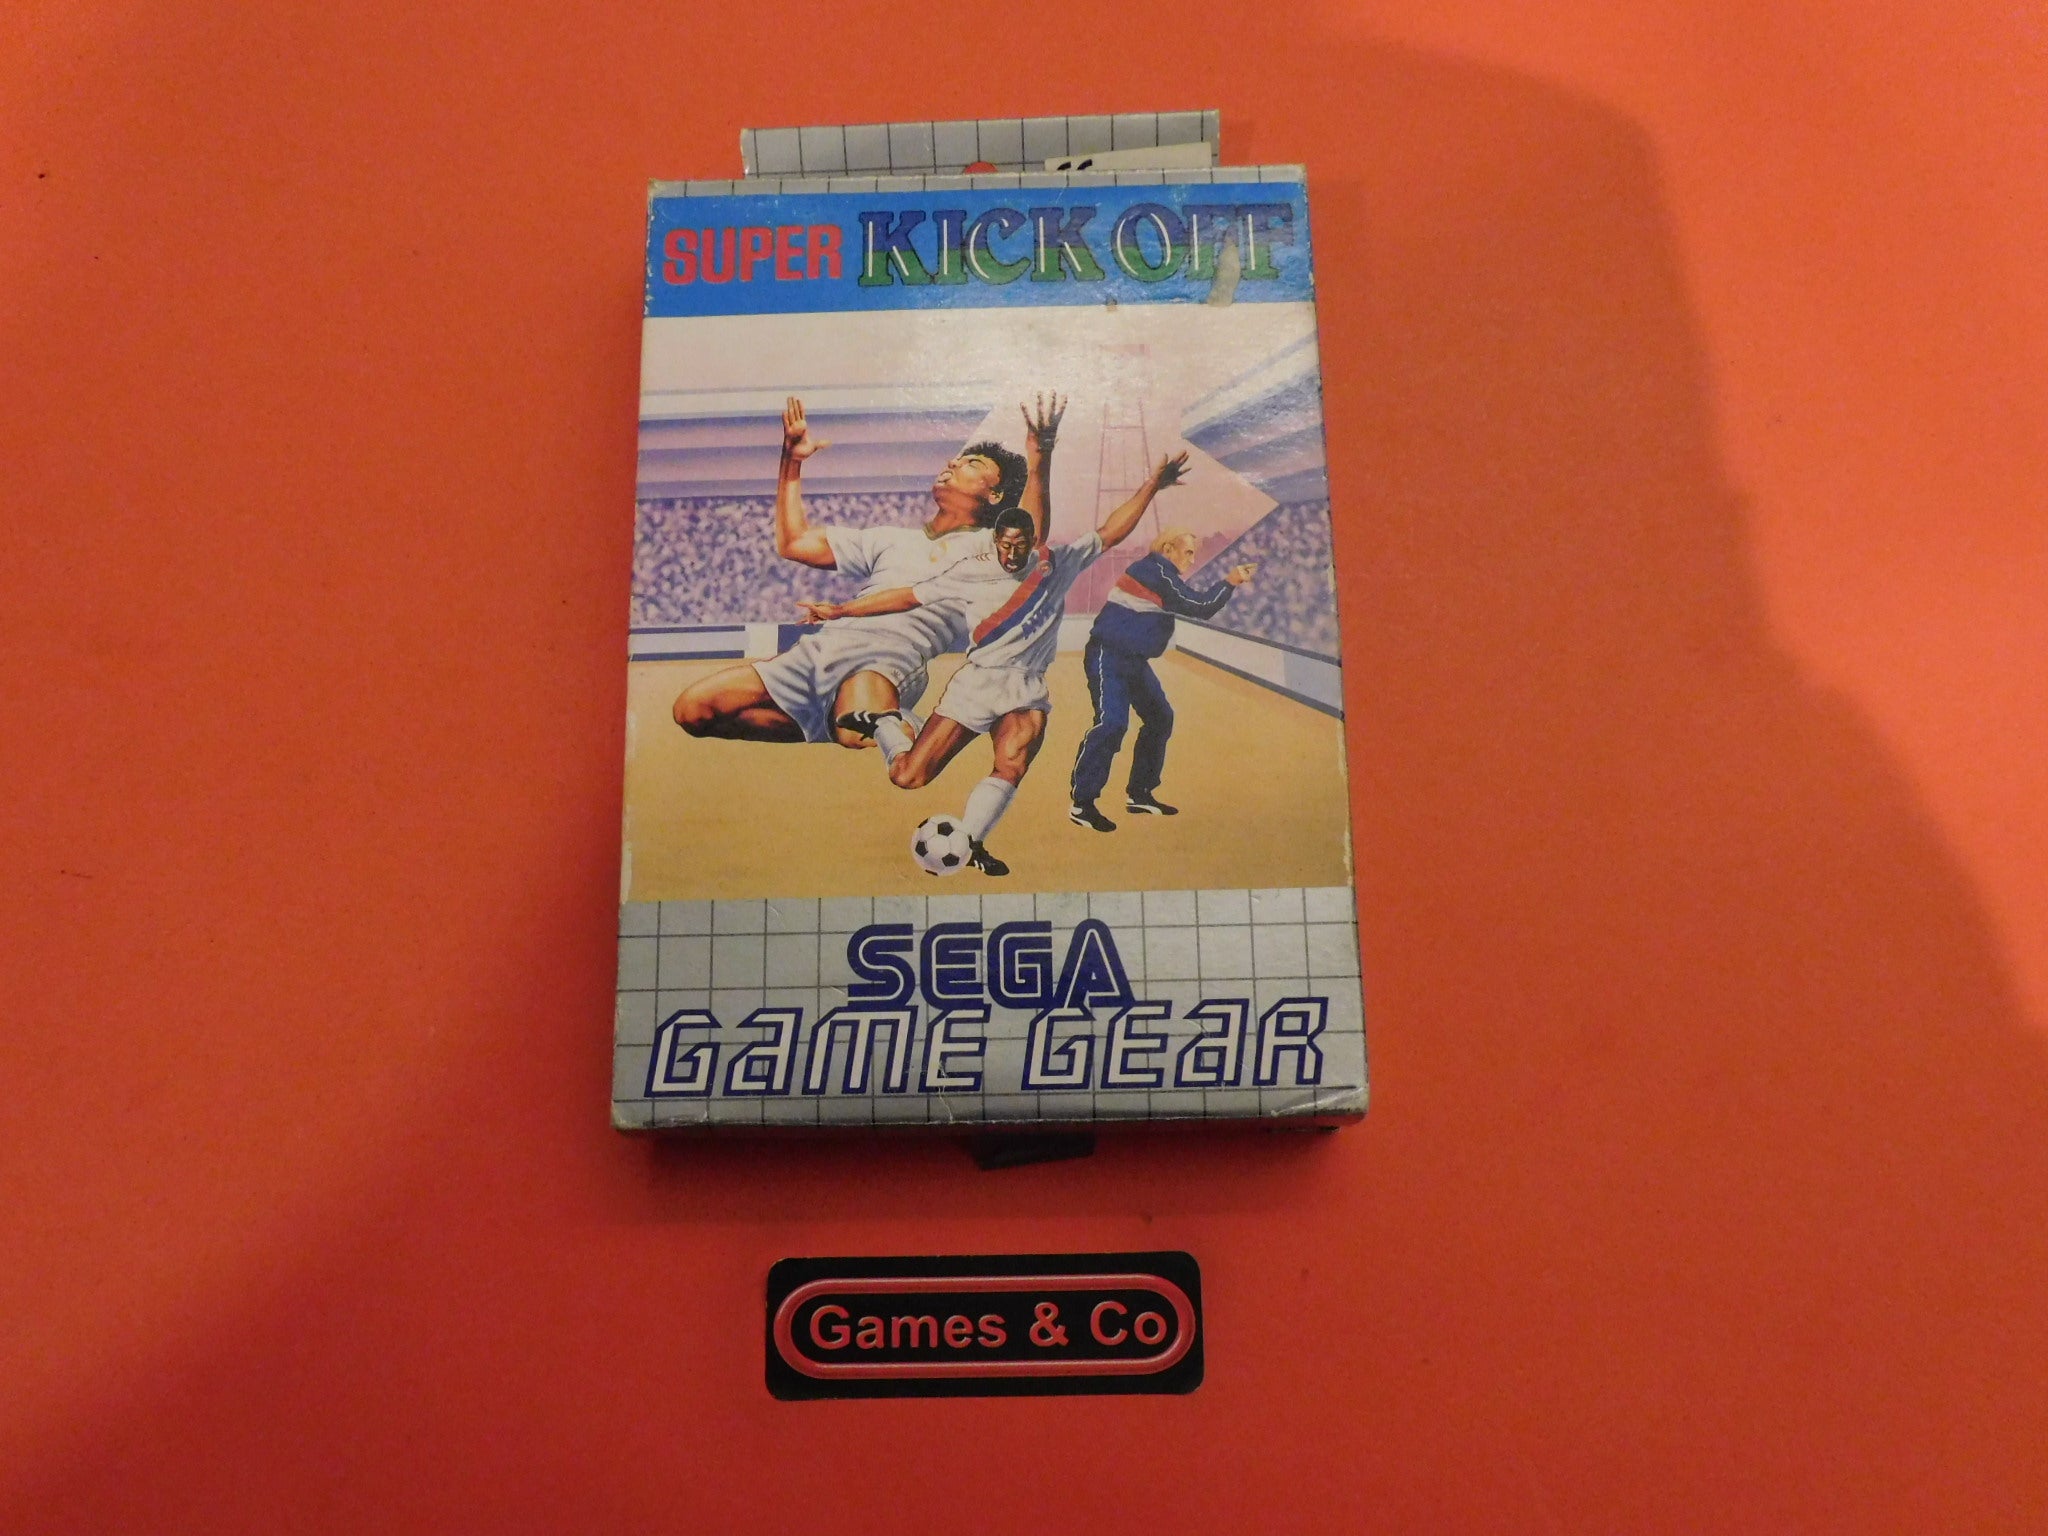 SUPER KICK OFF
SEGA
GAME GEAR
Games & Co